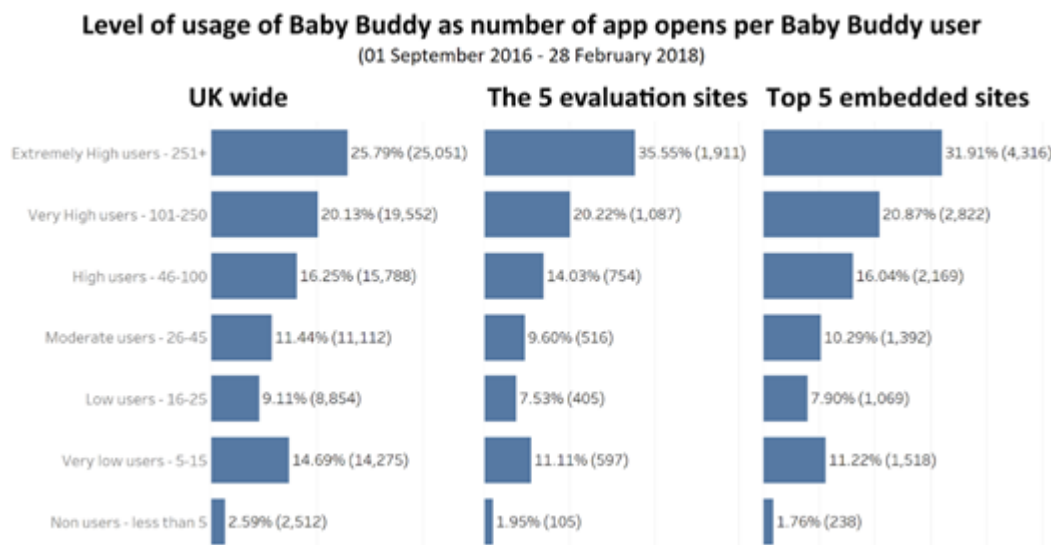 Level of usage of Baby Buddy as number of app opens per Baby Buddy user
(01 September 2016 - 28 February 2018)
UK wide
The 5 evaluation sites
Top 5 embedded sites
Extremely High users - 251+ 25.79% (25,051) 35.55% (1,911) 31.91% (4,316)
Very High users - 101-250 20.13% (19,552) 20.22% (1,087) 20.87% (2,822)
High users - 46-100 16.25% (15,788) 14.03% (754) 16.04% (2,169)
Moderate users - 26-45 11.44% (11,112) 9.60% (516) 10.29% (1,392)
Low users - 16-25 9.11% (8,854) 7.53% (405) 7.90% (1,069)
Very low users - 5-15 14.69% (14,275) 11.11% (597) 11.22% (1,518)
Non users - less than 5 2.59% (2,512) 1.95% (105) 1.76% (238)